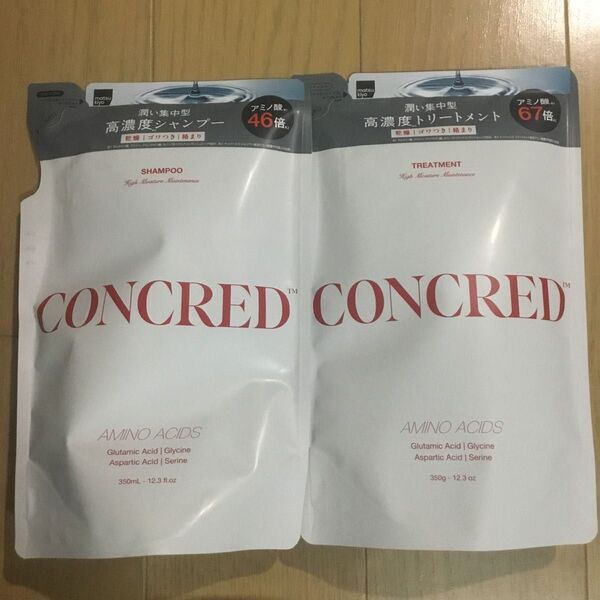 matsu
kiyo
潤い集中型
高濃度シャンプー
アミノ酸
46倍
乾燥|ゴワつき|絡まり
SHAMPOO
High Moisture Maintenance
CONCRED™
AMINO ACIDS
Glutamic Acid | Glycine
Aspartic Acid | Serine
350mL - 12.3 fl.oz
matsu
kiyo
潤い集中型
高濃度トリートメント
アミノ酸
67倍
乾燥|ゴワつき|絡まり
TREATMENT
High Moisture Maintenance
CONCRED™
AMINO ACIDS
Glutamic Acid | Glycine
Aspartic Acid | Serine
350g - 12.3 oz